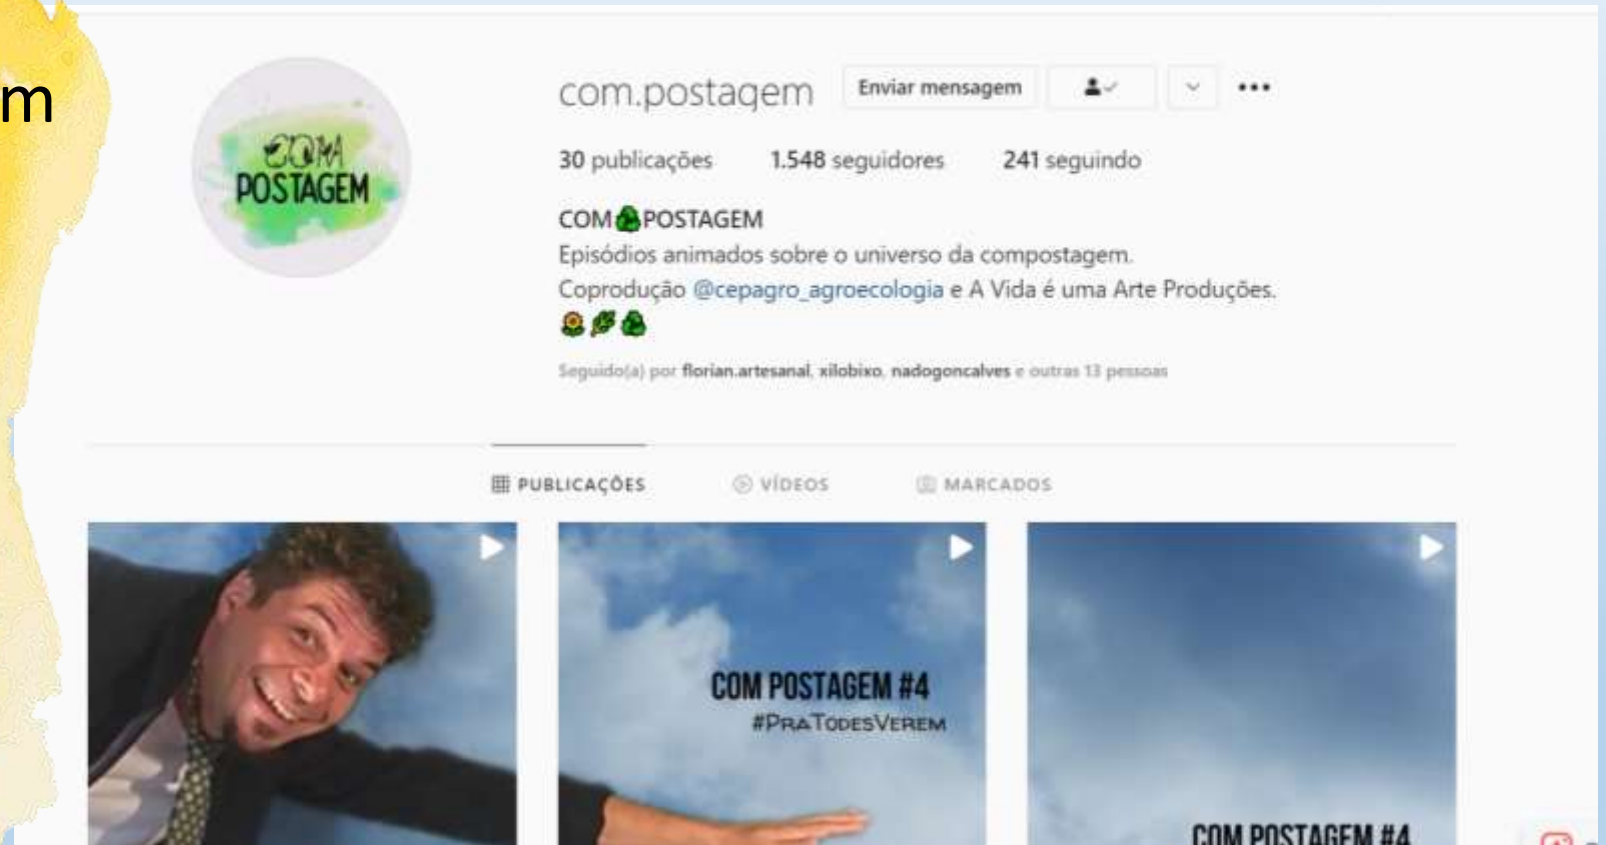 m
COM
POSTAGEM
com.postagem Enviar mensagem
30 publicações 1.548 seguidores 241 seguindo
COM POSTAGEM
Episódios animados sobre o universo da compostagem.
Coprodução @cepagro_agroecologia e A Vida é uma Arte Produções.
Seguido(a) por florian.artesanal, xilobixo, nadogoncalves e outras 13 pessoas
PUBLICAÇÕES VÍDEOS MARCADOS
COM POSTAGEM #4
#PRATODESVEREM
COM POSTAGEM #4